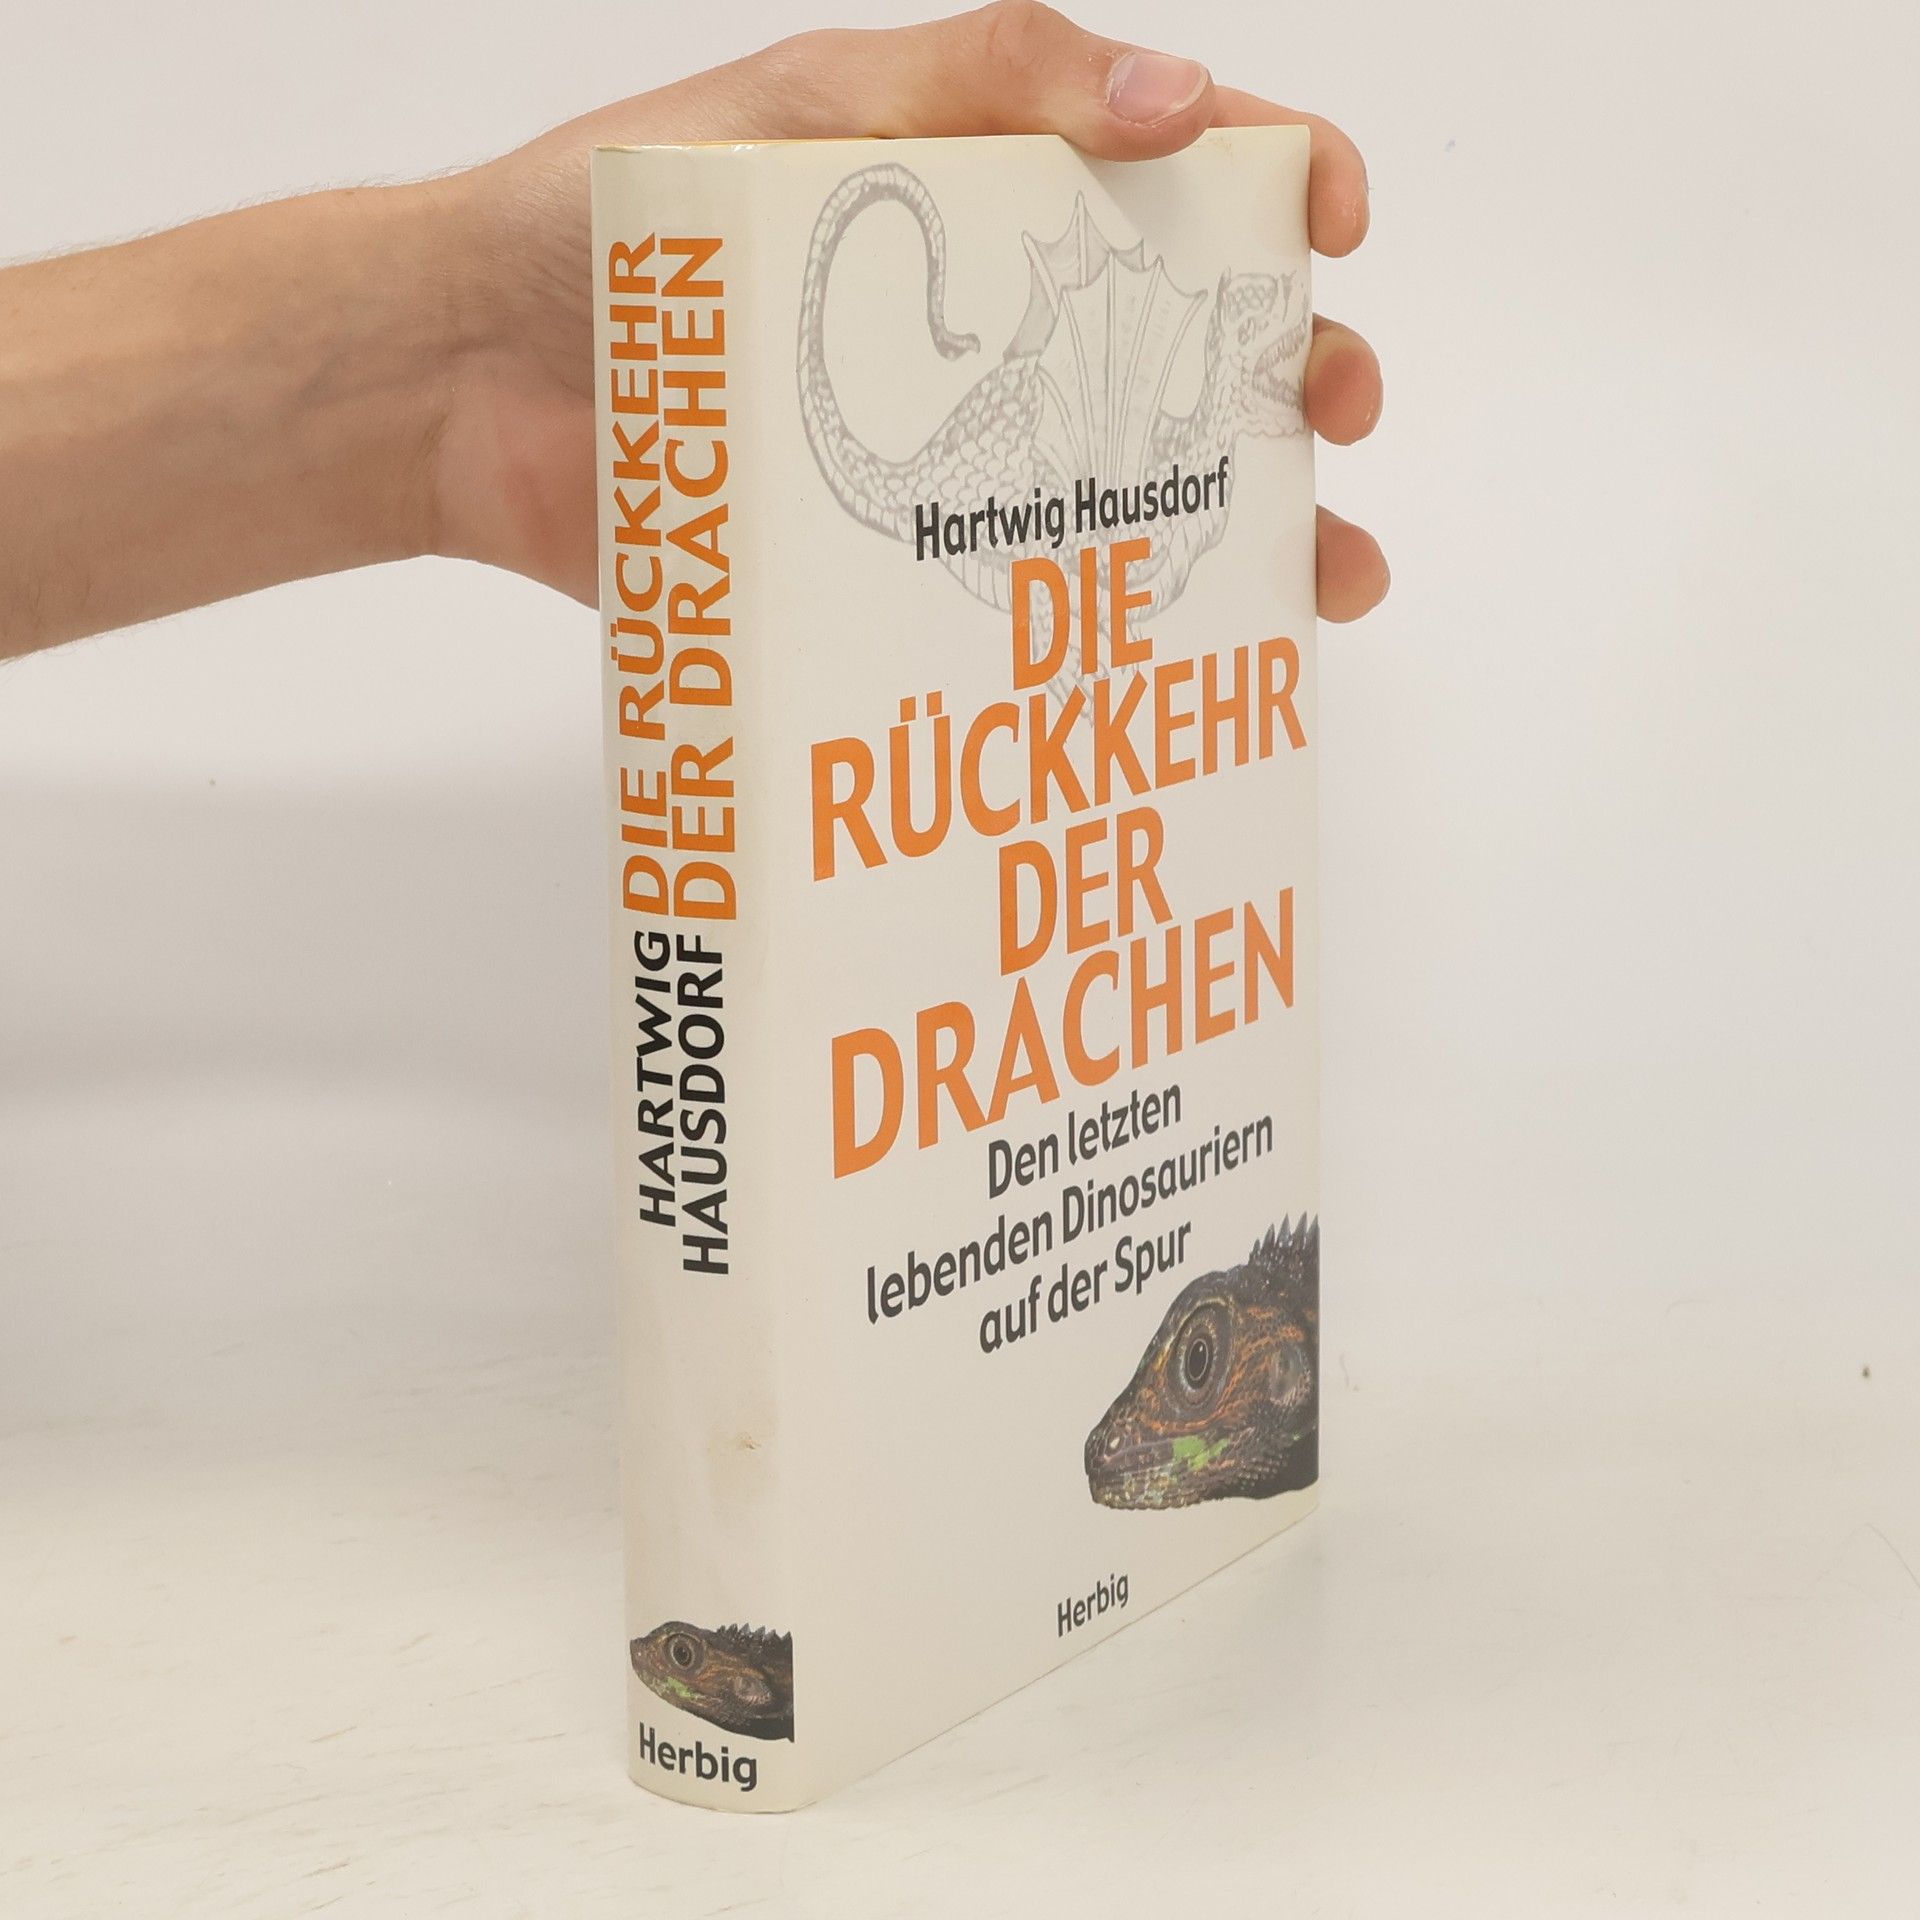 HARTWIG
HAUSDORF
DIE RÜCKKEHR
DER DRACHEN
Herbig
Hartwig Hausdorf
DIE
RÜCKKEHR
DER
DRACHEN
Den letzten
lebenden Dinosauriern
auf der Spur
Herbig